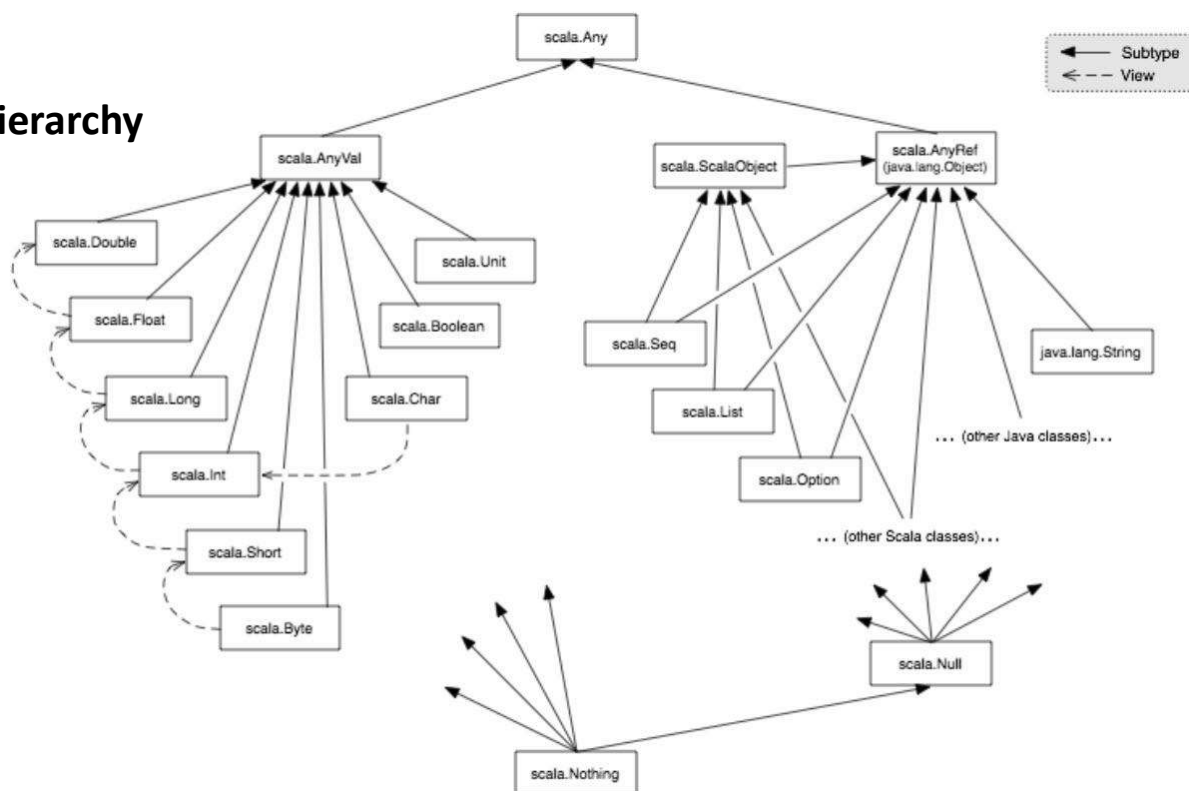 scala.Any
Subtype
View
ierarchy
scala.AnyVal
scala.ScalaObject
scala.AnyRef
(java.lang.Object)
scala.Double
scala.Unit
scala.Float
scala.Boolean
scala.Seq
java.lang.String
scala.Long
scala.Char
scala.List
... (other Java classes)...
scala.Int
scala.Option
scala.Short
... (other Scala classes)...
scala.Byte
scala.Null
scala.Nothing